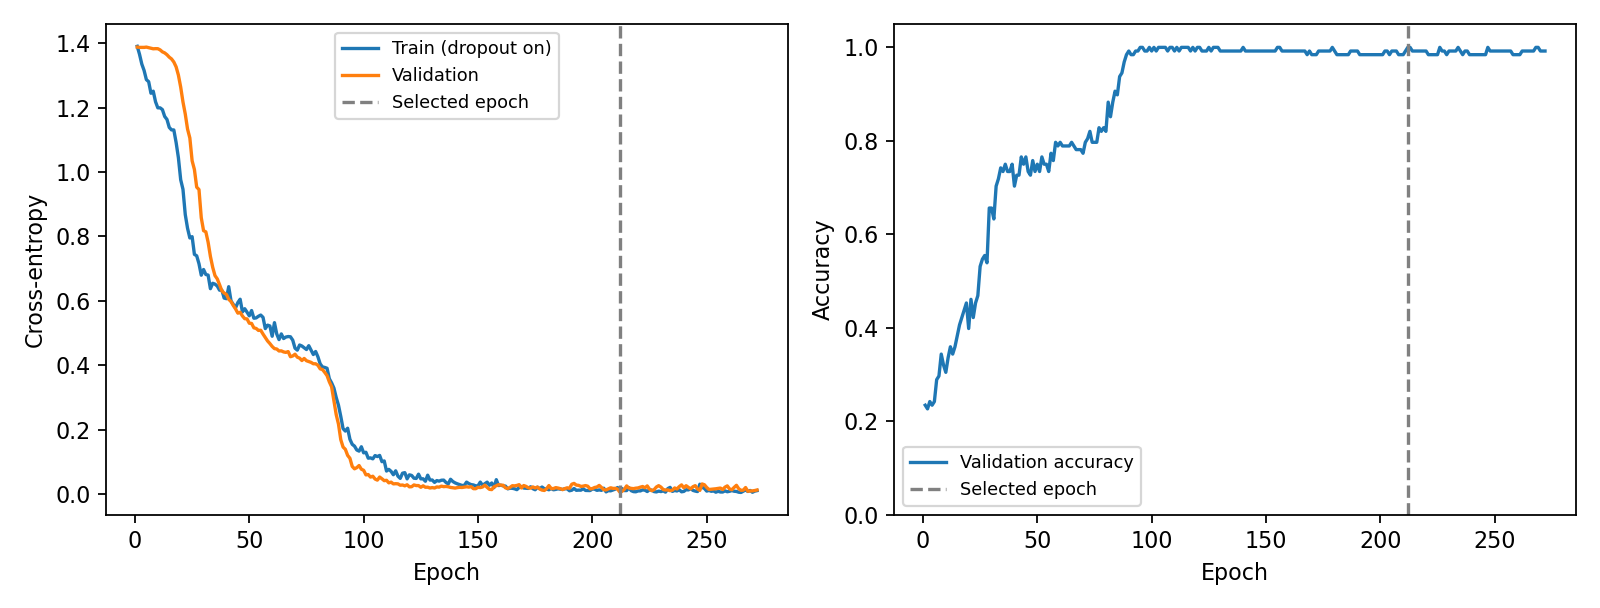 1.4
1.2
1.0
0.8
0.6
0.4
0.2
0.0
Cross-entropy
Train (dropout on)
Validation
Selected epoch
0 50 100 150 200 250
Epoch
1.0
0.8
0.6
0.4
0.2
0.0
Accuracy
Validation accuracy
Selected epoch
0 50 100 150 200 250
Epoch